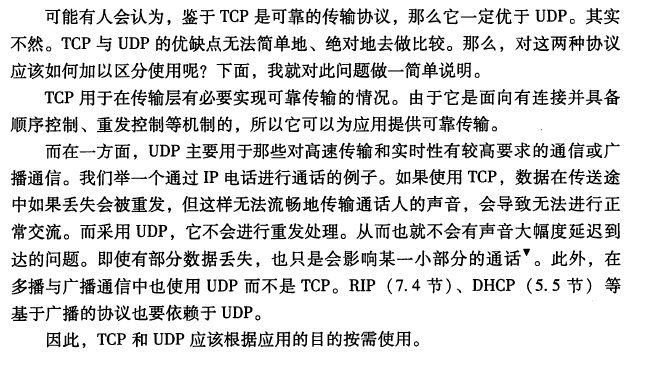 可能有人会认为，鉴于 TCP 是可靠的传输协议，那么它一定优于 UDP。其实
不然。TCP 与 UDP 的优缺点无法简单地、绝对地去做比较。那么，对这两种协议
应该如何加以区分使用呢？下面，我就对此问题做一简单说明。
TCP 用于在传输层有必要实现可靠传输的情况。由于它是面向有连接并具备
顺序控制、重发控制等机制的，所以它可以为应用提供可靠传输。
而在一方面，UDP 主要用于那些对高速传输和实时性有较高要求的通信或广
播通信。我们举一个通过 IP 电话进行通话的例子。如果使用 TCP，数据在传送途
中如果丢失会被重发，但这样无法流畅地传输通话人的声音，会导致无法进行正
常交流。而采用 UDP，它不会进行重发处理。从而也就不会有声音大幅度延迟到
达的问题。即使有部分数据丢失，也只是会影响某一小部分的通话▼。此外，在
多播与广播通信中也使用 UDP 而不是 TCP。RIP（7.4 节）、DHCP（5.5 节）等
基于广播的协议也要依赖于 UDP。
因此，TCP 和 UDP 应该根据应用的目的按需使用。